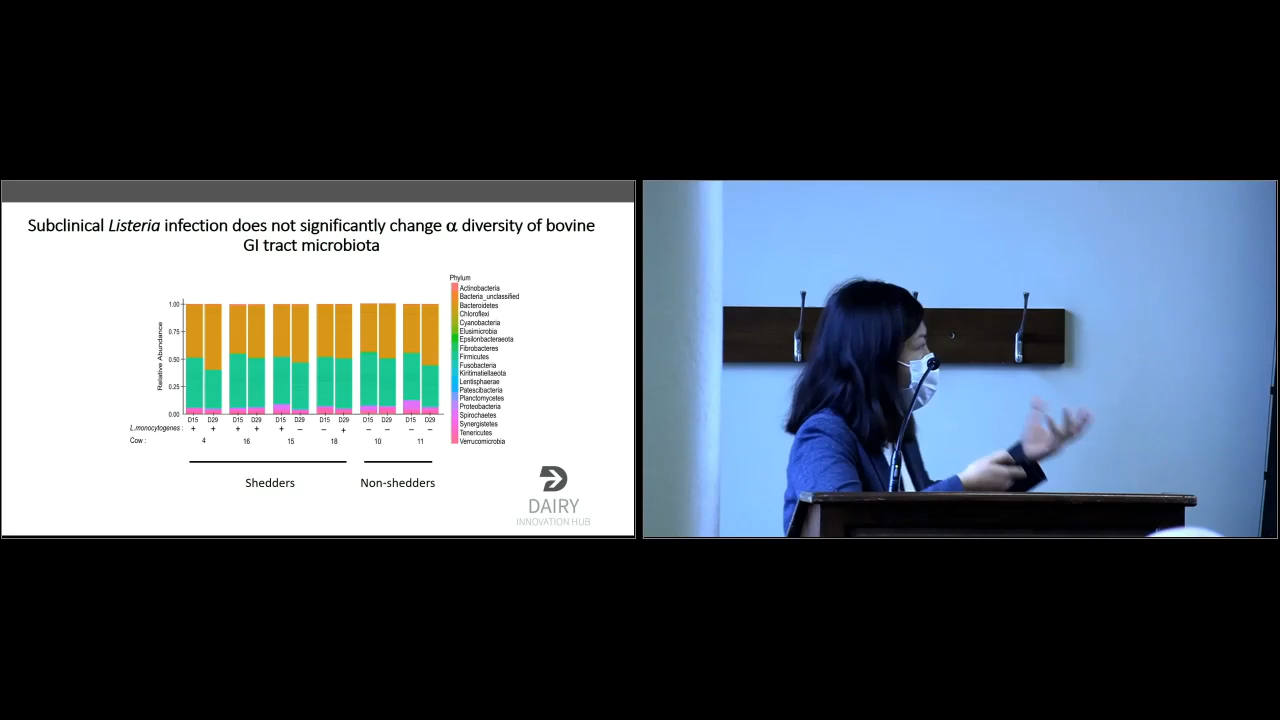 Subclinical Listeria infection does not significantly change α diversity of bovine
GI tract microbiota
Phylum
Actinobacteria
Bacteria_unclassified
Bacteroidetes
Chloroflexi
Cyanobacteria
Elusimicrobia
Epsilonbacteraeota
Fibrobacteres
Firmicutes
Fusobacteria
Kiritimatiellaeota
Lentisphaerae
Patescibacteria
Planctomycetes
Proteobacteria
Spirochaetes
Synergistetes
Tenericutes
Verrucomicrobia
Relative Abundance
1.00
0.75
0.50
0.25
0.00
D15 D29 D15 D29 D15 D29 D15 D29 D15 D29 D15 D29
L.monocytogenes : + + + + + − − + − − − −
Cow : 4 16 15 18 10 11
Shedders Non-shedders
DAIRY
INNOVATION HUB